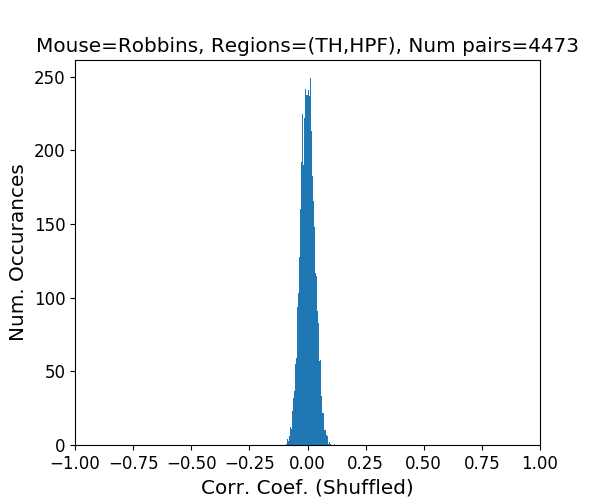 Mouse=Robbins, Regions=(TH,HPF), Num pairs=4473
Num. Occurances
250
200
150
100
50
0
−1.00 −0.75 −0.50 −0.25 0.00 0.25 0.50 0.75 1.00
Corr. Coef. (Shuffled)